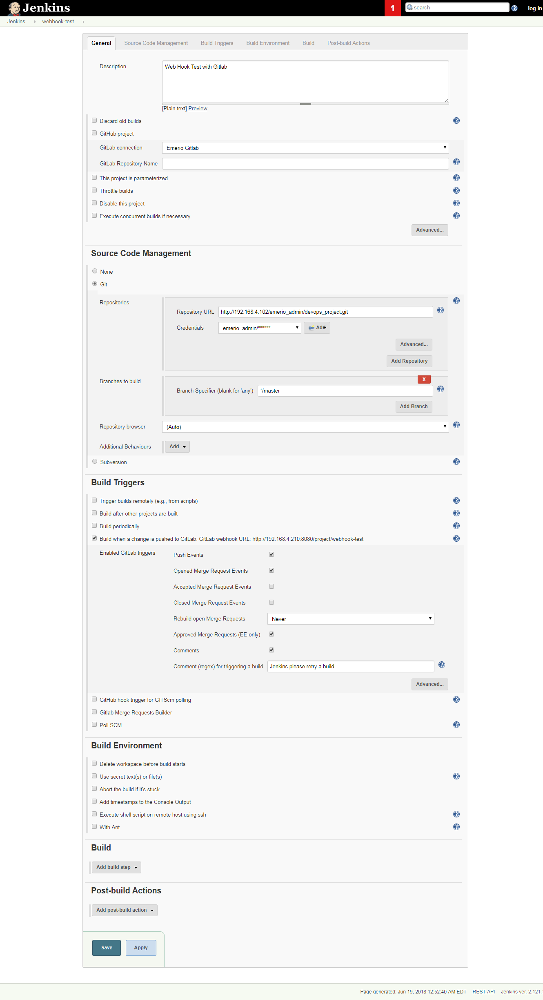 Jenkins
1
search
log in
Jenkins
webhook-test
General
Source Code Management
Build Triggers
Build Environment
Build
Post-build Actions
Description
Web Hook Test with Gitlab
[Plain text] Preview
Discard old builds
GitHub project
GitLab connection
Emerio Gitlab
GitLab Repository Name
This project is parameterized
Throttle builds
Disable this project
Execute concurrent builds if necessary
Advanced...
Source Code Management
None
Git
Repositories
Repository URL
http://192.168.4.102/emerio_admin/devops_project.git
Credentials
emerio_admin/******
Add
Advanced...
Add Repository
Branches to build
X
Branch Specifier (blank for 'any')
*/master
Add Branch
Repository browser
(Auto)
Additional Behaviours
Add
Subversion
Build Triggers
Trigger builds remotely (e.g., from scripts)
Build after other projects are built
Build periodically
Build when a change is pushed to GitLab. GitLab webhook URL: http://192.168.4.210:8080/project/webhook-test
Enabled GitLab triggers
Push Events
Opened Merge Request Events
Accepted Merge Request Events
Closed Merge Request Events
Rebuild open Merge Requests
Never
Approved Merge Requests (EE-only)
Comments
Comment (regex) for triggering a build
Jenkins please retry a build
Advanced...
GitHub hook trigger for GITScm polling
Gitlab Merge Requests Builder
Poll SCM
Build Environment
Delete workspace before build starts
Use secret text(s) or file(s)
Abort the build if it's stuck
Add timestamps to the Console Output
Execute shell script on remote host using ssh
With Ant
Build
Add build step
Post-build Actions
Add post-build action
Save
Apply
Page generated: Jun 19, 2018 12:52:40 AM EDT
REST API
Jenkins ver. 2.121.